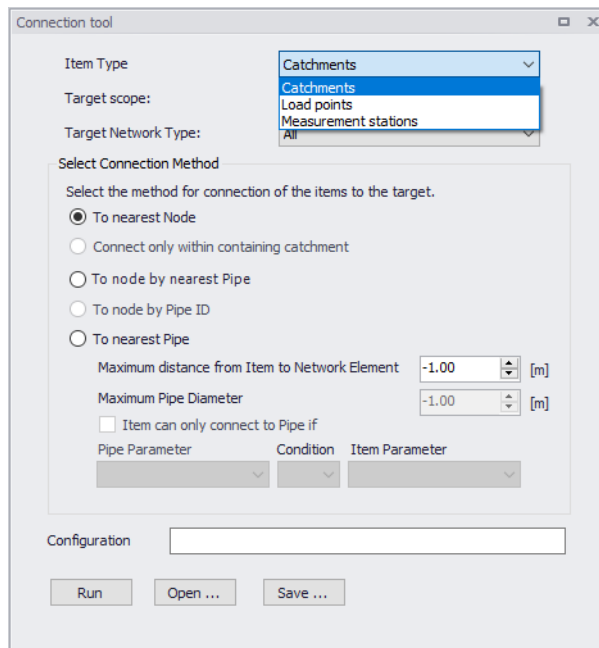 Connection tool
Item Type
Catchments
Catchments
Load points
Measurement stations
Target scope:
Target Network Type:
All
Select Connection Method
Select the method for connection of the items to the target.
To nearest Node
Connect only within containing catchment
To node by nearest Pipe
To node by Pipe ID
To nearest Pipe
Maximum distance from Item to Network Element -1.00 [m]
Maximum Pipe Diameter -1.00 [m]
Item can only connect to Pipe if
Pipe Parameter Condition Item Parameter
Configuration
Run Open ... Save ...